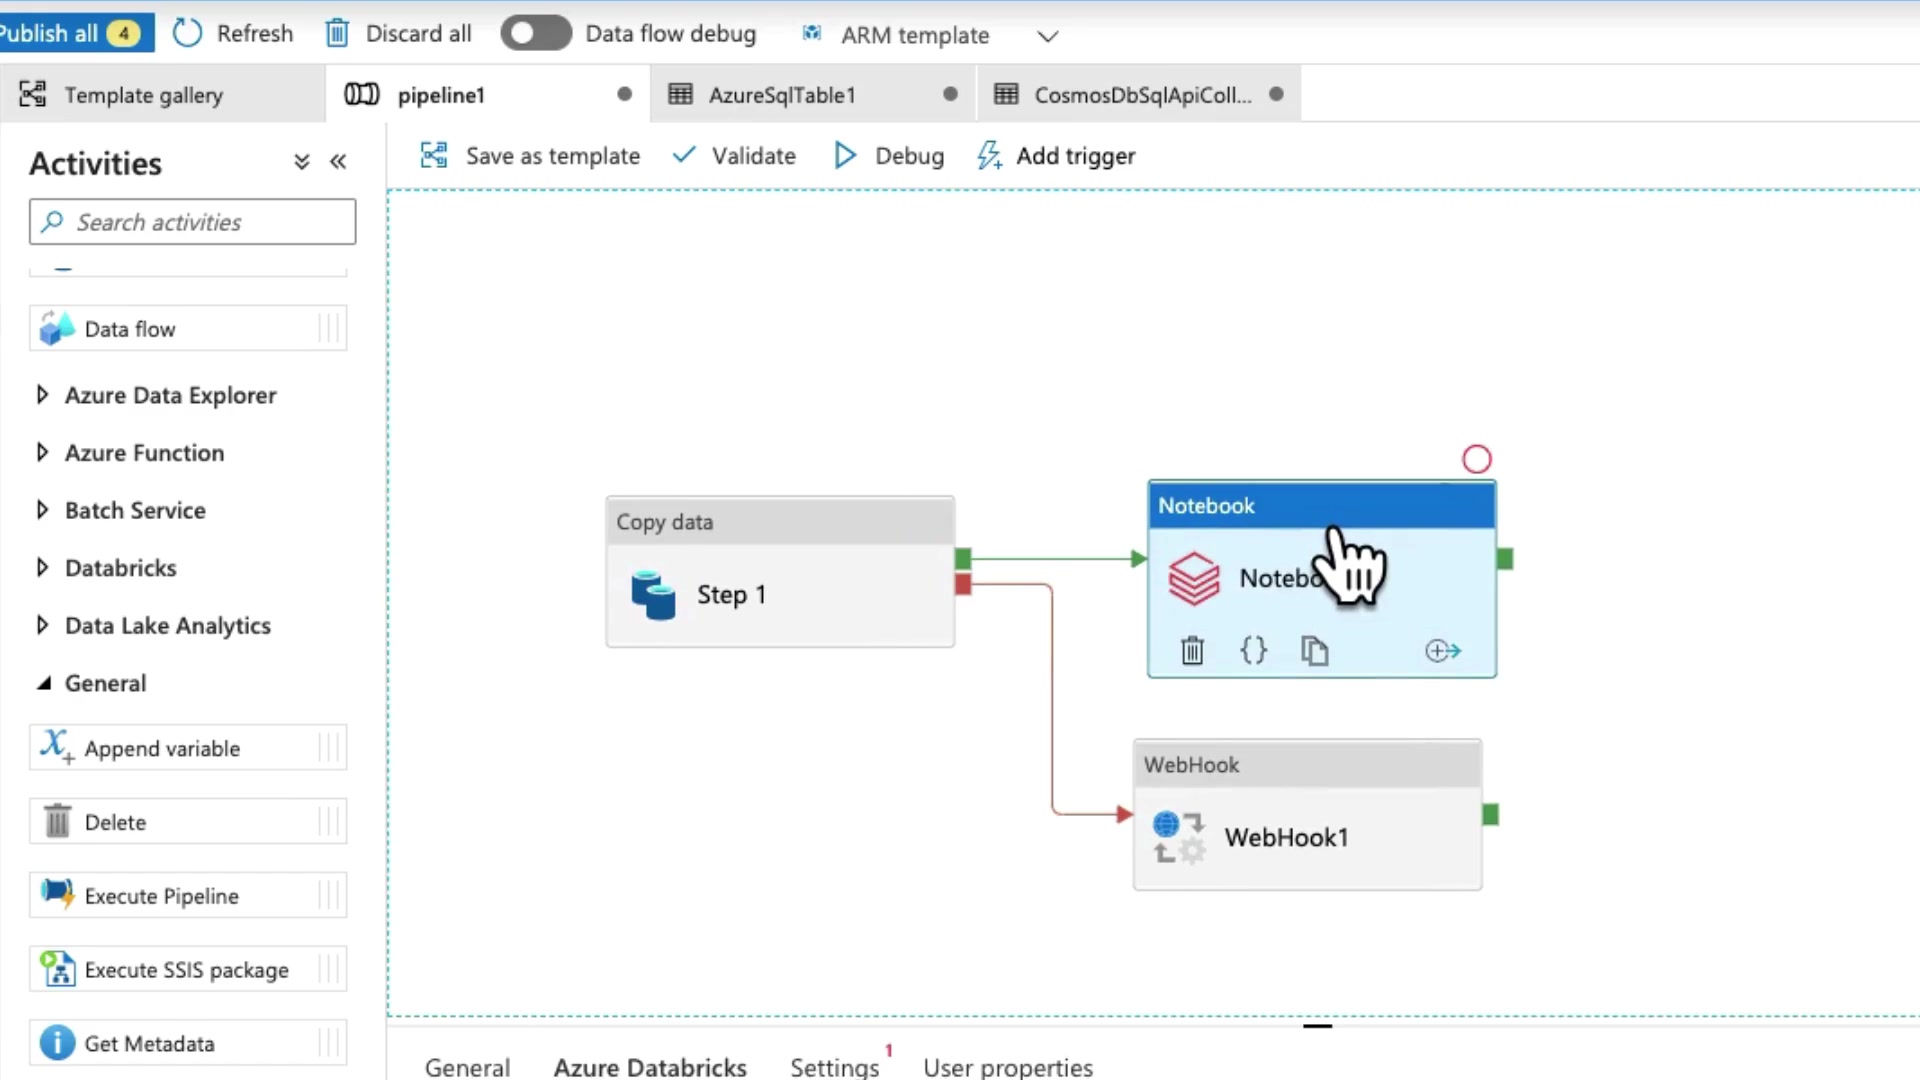 Publish all 4 Refresh Discard all Data flow debug ARM template
Template gallery pipeline1 AzureSqlTable1 CosmosDbSqlApiColl...
Activities
Save as template Validate Debug Add trigger
Search activities
Data flow
Azure Data Explorer
Azure Function
Batch Service
Databricks
Data Lake Analytics
General
Append variable
Delete
Execute Pipeline
Execute SSIS package
Get Metadata
Copy data
Step 1
Notebook
Notebo
{}
WebHook
WebHook1
General Azure Databricks Settings 1 User properties